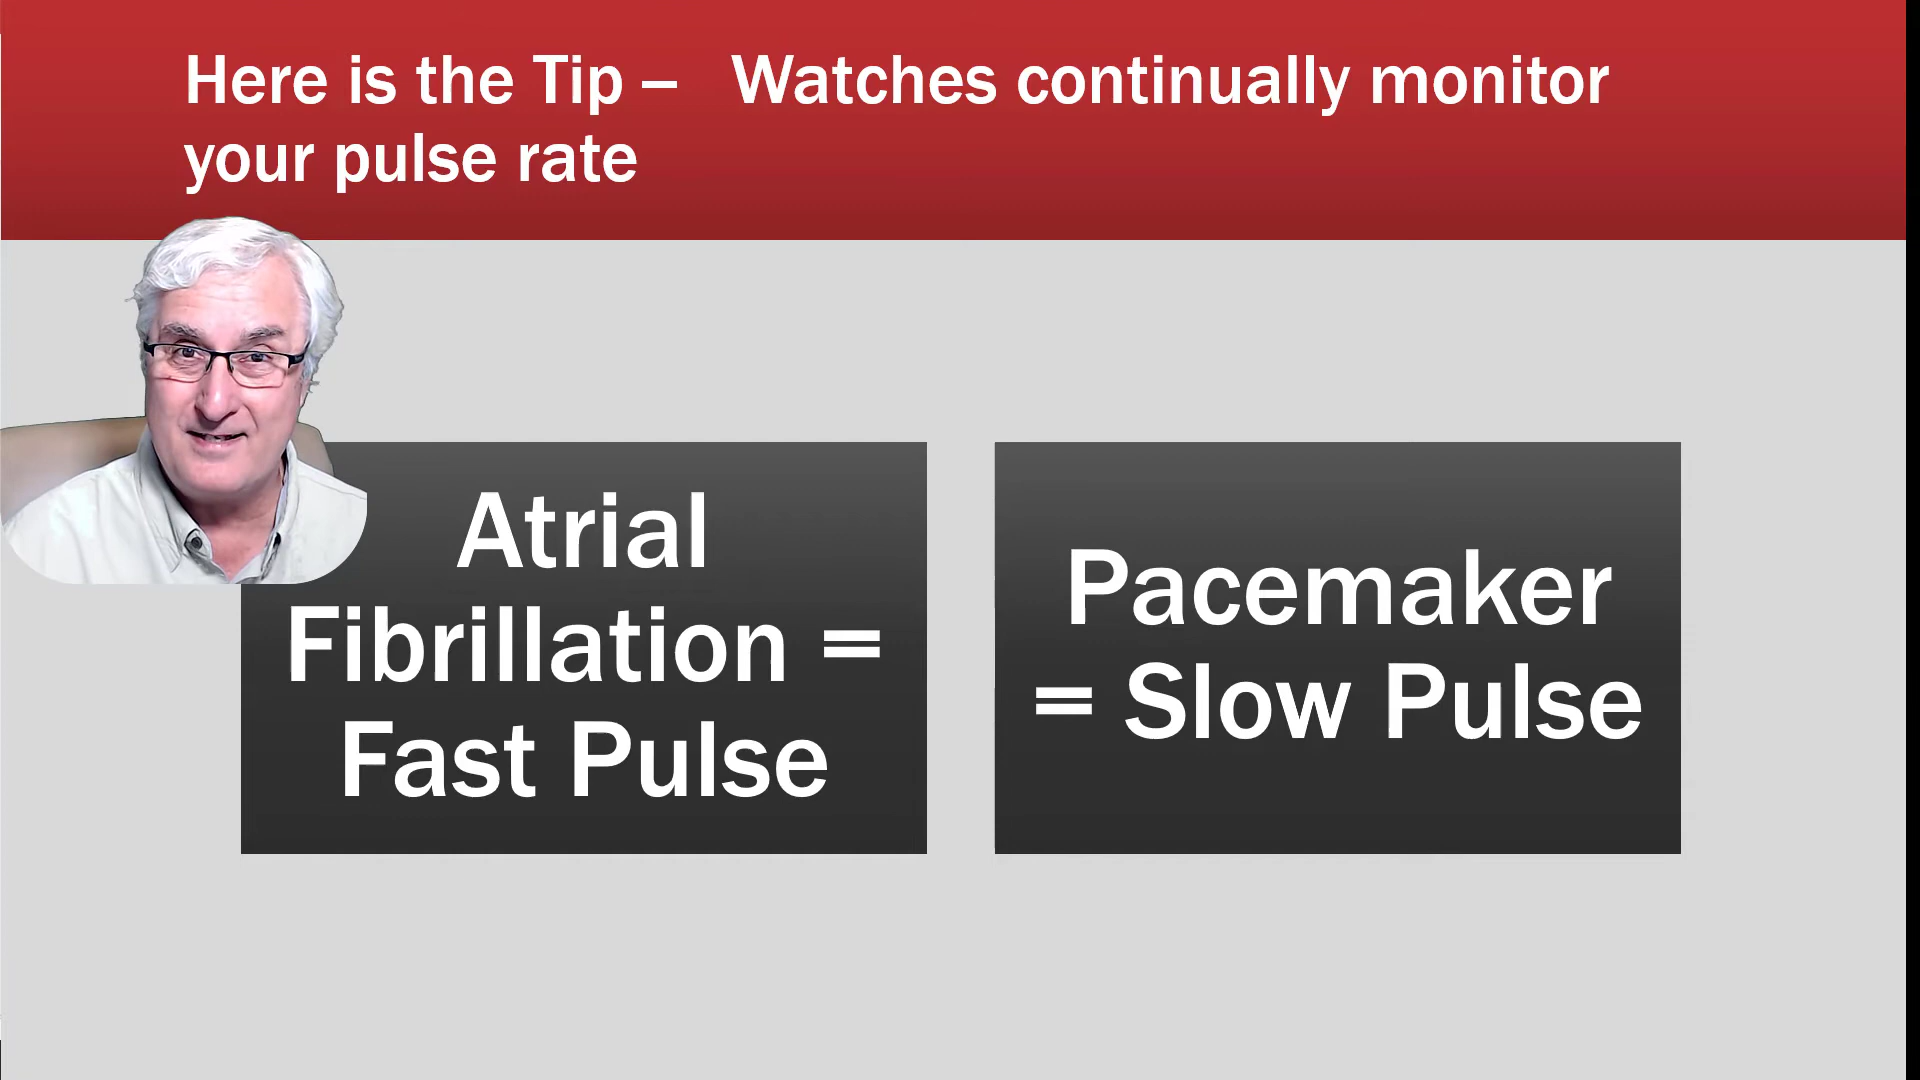 Here is the Tip –   Watches continually monitor
your pulse rate
Atrial
Fibrillation =
Fast Pulse
Pacemaker
= Slow Pulse